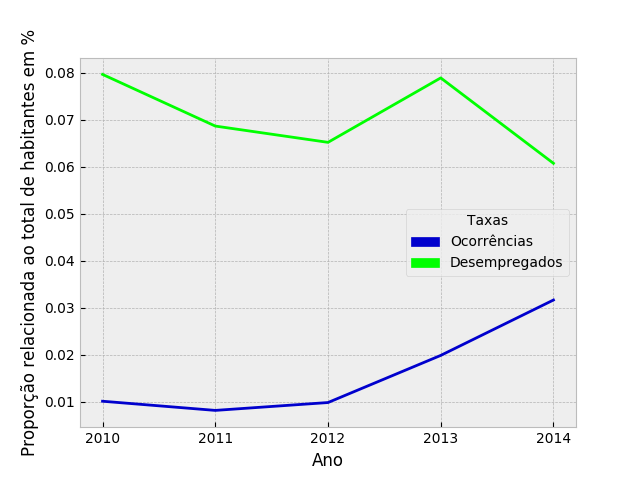 Proporção relacionada ao total de habitantes em %
0.08
0.07
0.06
0.05
0.04
0.03
0.02
0.01
Taxas
Ocorrências
Desempregados
2010 2011 2012 2013 2014
Ano